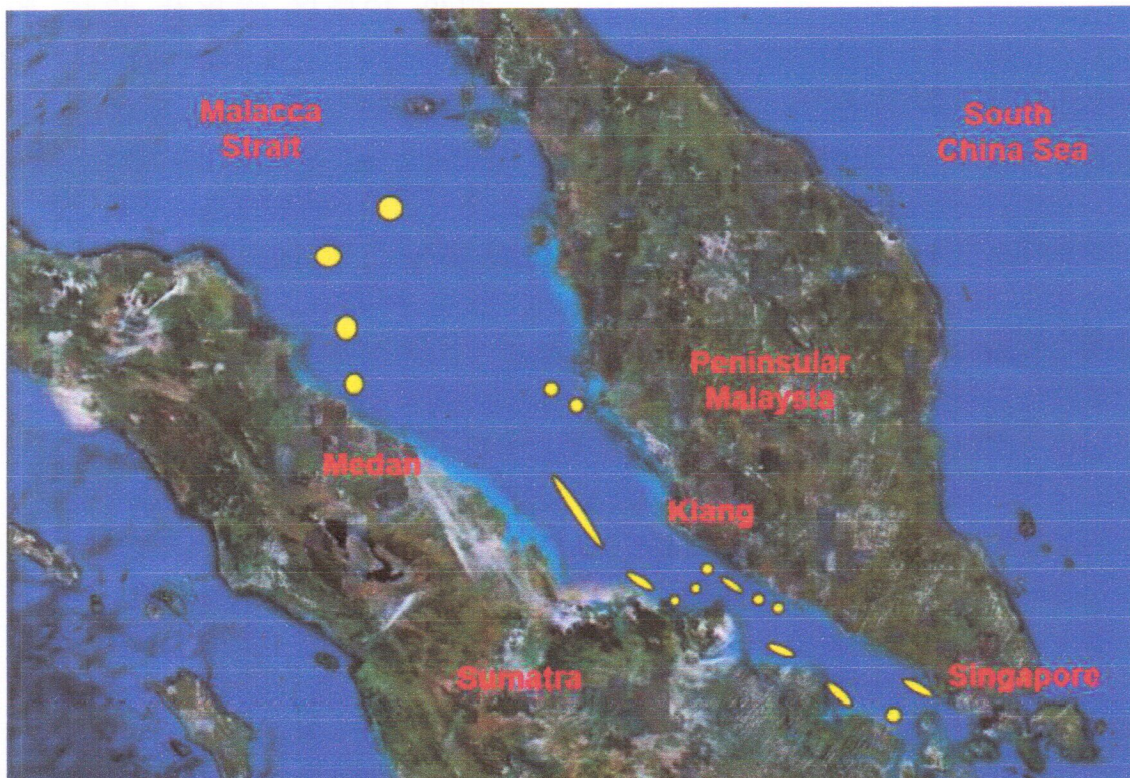 Malacca
Strait
South
China Sea
Peninsular
Malaysia
Medan
Klang
Sumatra
Singapore